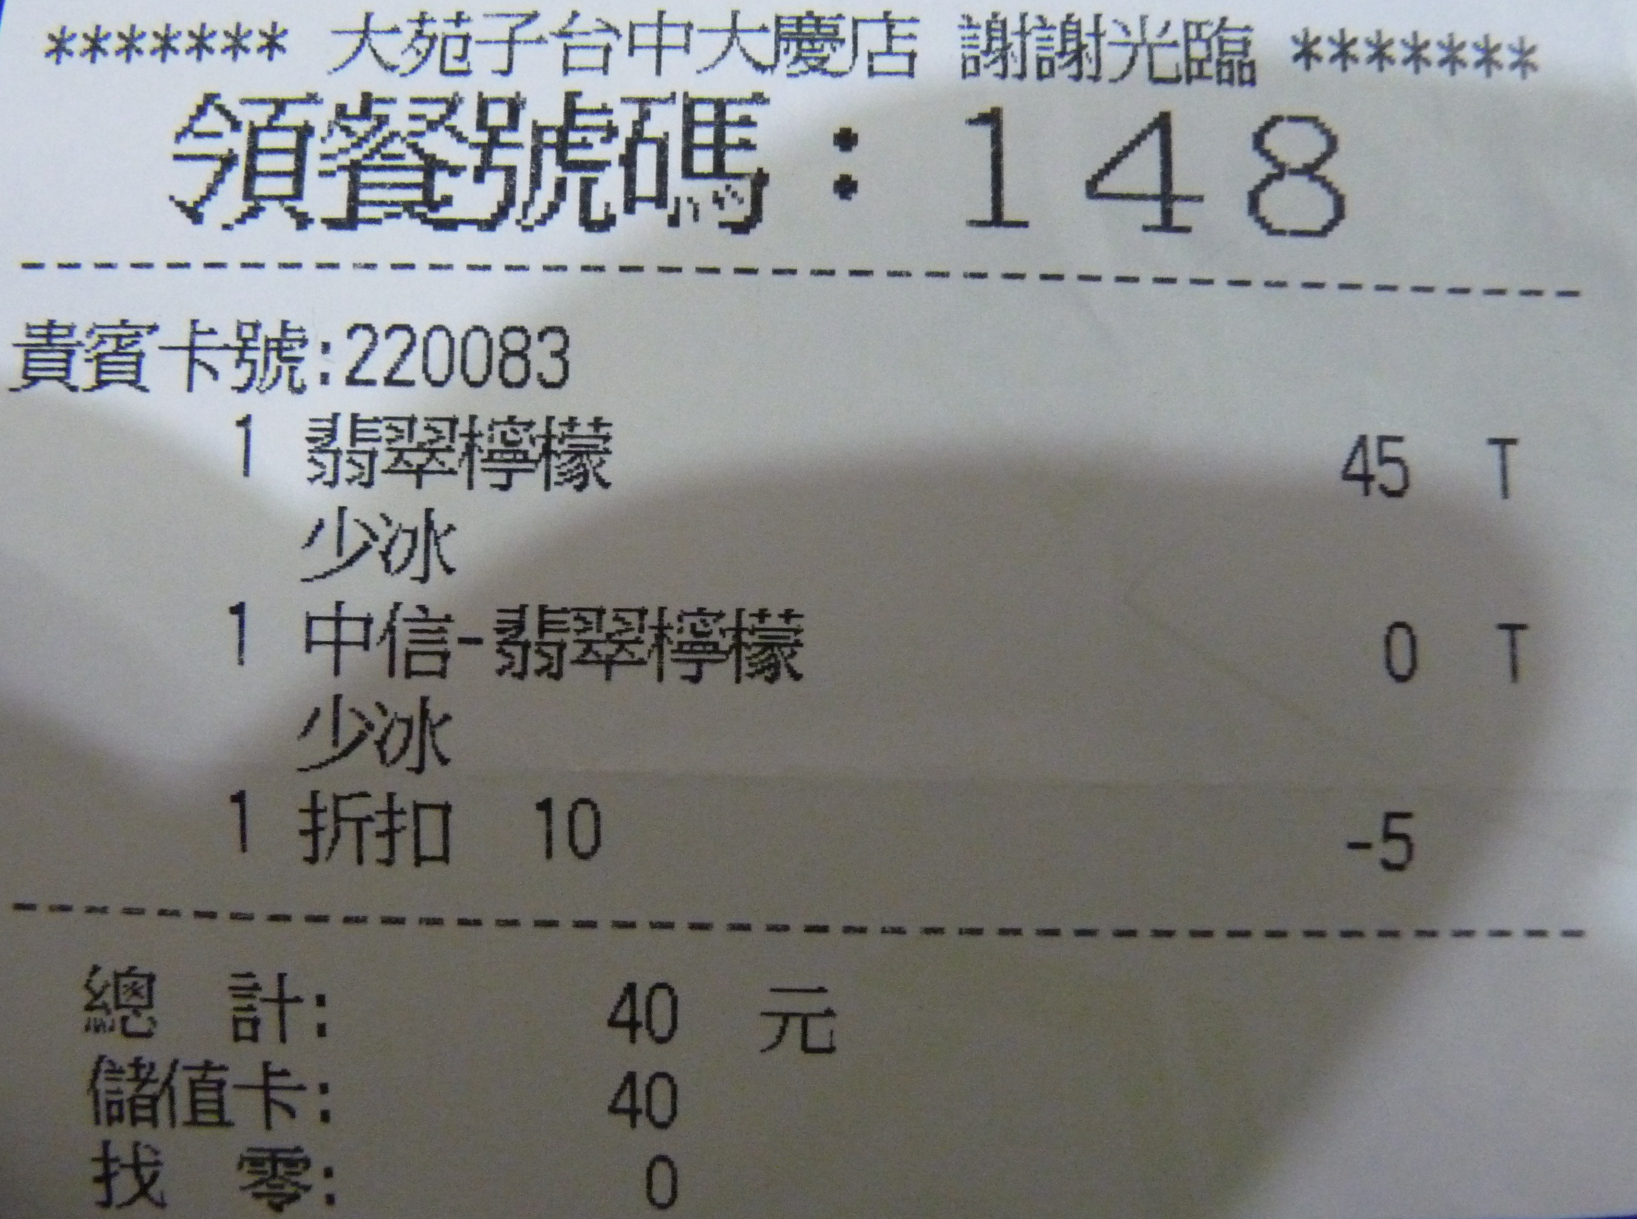 ******* 大苑子台中大慶店 謝謝光臨 *******
領餐號碼：148
貴賓卡號:220083
1 翡翠檸檬 45 T
少冰
1 中信-翡翠檸檬 0 T
少冰
1 折扣 10 -5
總 計: 40 元
儲值卡: 40
找 零: 0